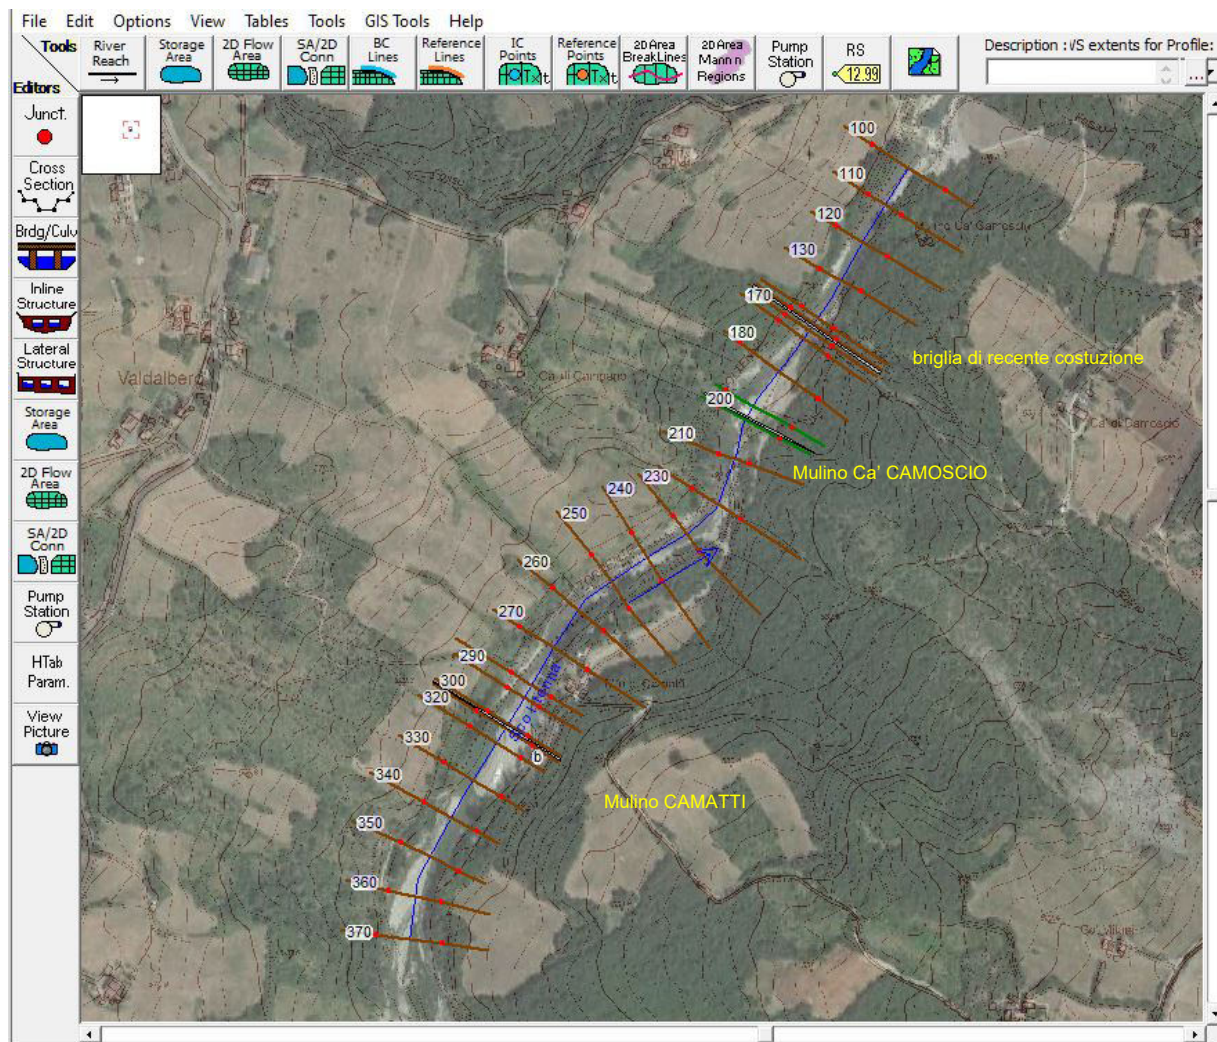 File Edit Options View Tables Tools GIS Tools Help
Tools
Editors
River
Reach
Storage
Area
2D Flow
Area
SA/2D
Conn
BC
Lines
Reference
Lines
IC
Points
Reference
Points
2D Area
BreakLines
2D Area
Mann n
Regions
Pump
Station
RS
12.99
Description :
WS extents for Profile:
...
Junct.
Cross
Section
Brdg/Culv
Inline
Structure
Lateral
Structure
Storage
Area
2D Flow
Area
SA/2D
Conn
Pump
Station
HTab
Param.
View
Picture
100
110
120
130
170
180
200
210
230
240
250
260
270
290
300
320
330
340
350
360
370
b
Valdalbero
Scoltenna
briglia di recente costuzione
Mulino Ca' CAMOSCIO
Mulino CAMATTI